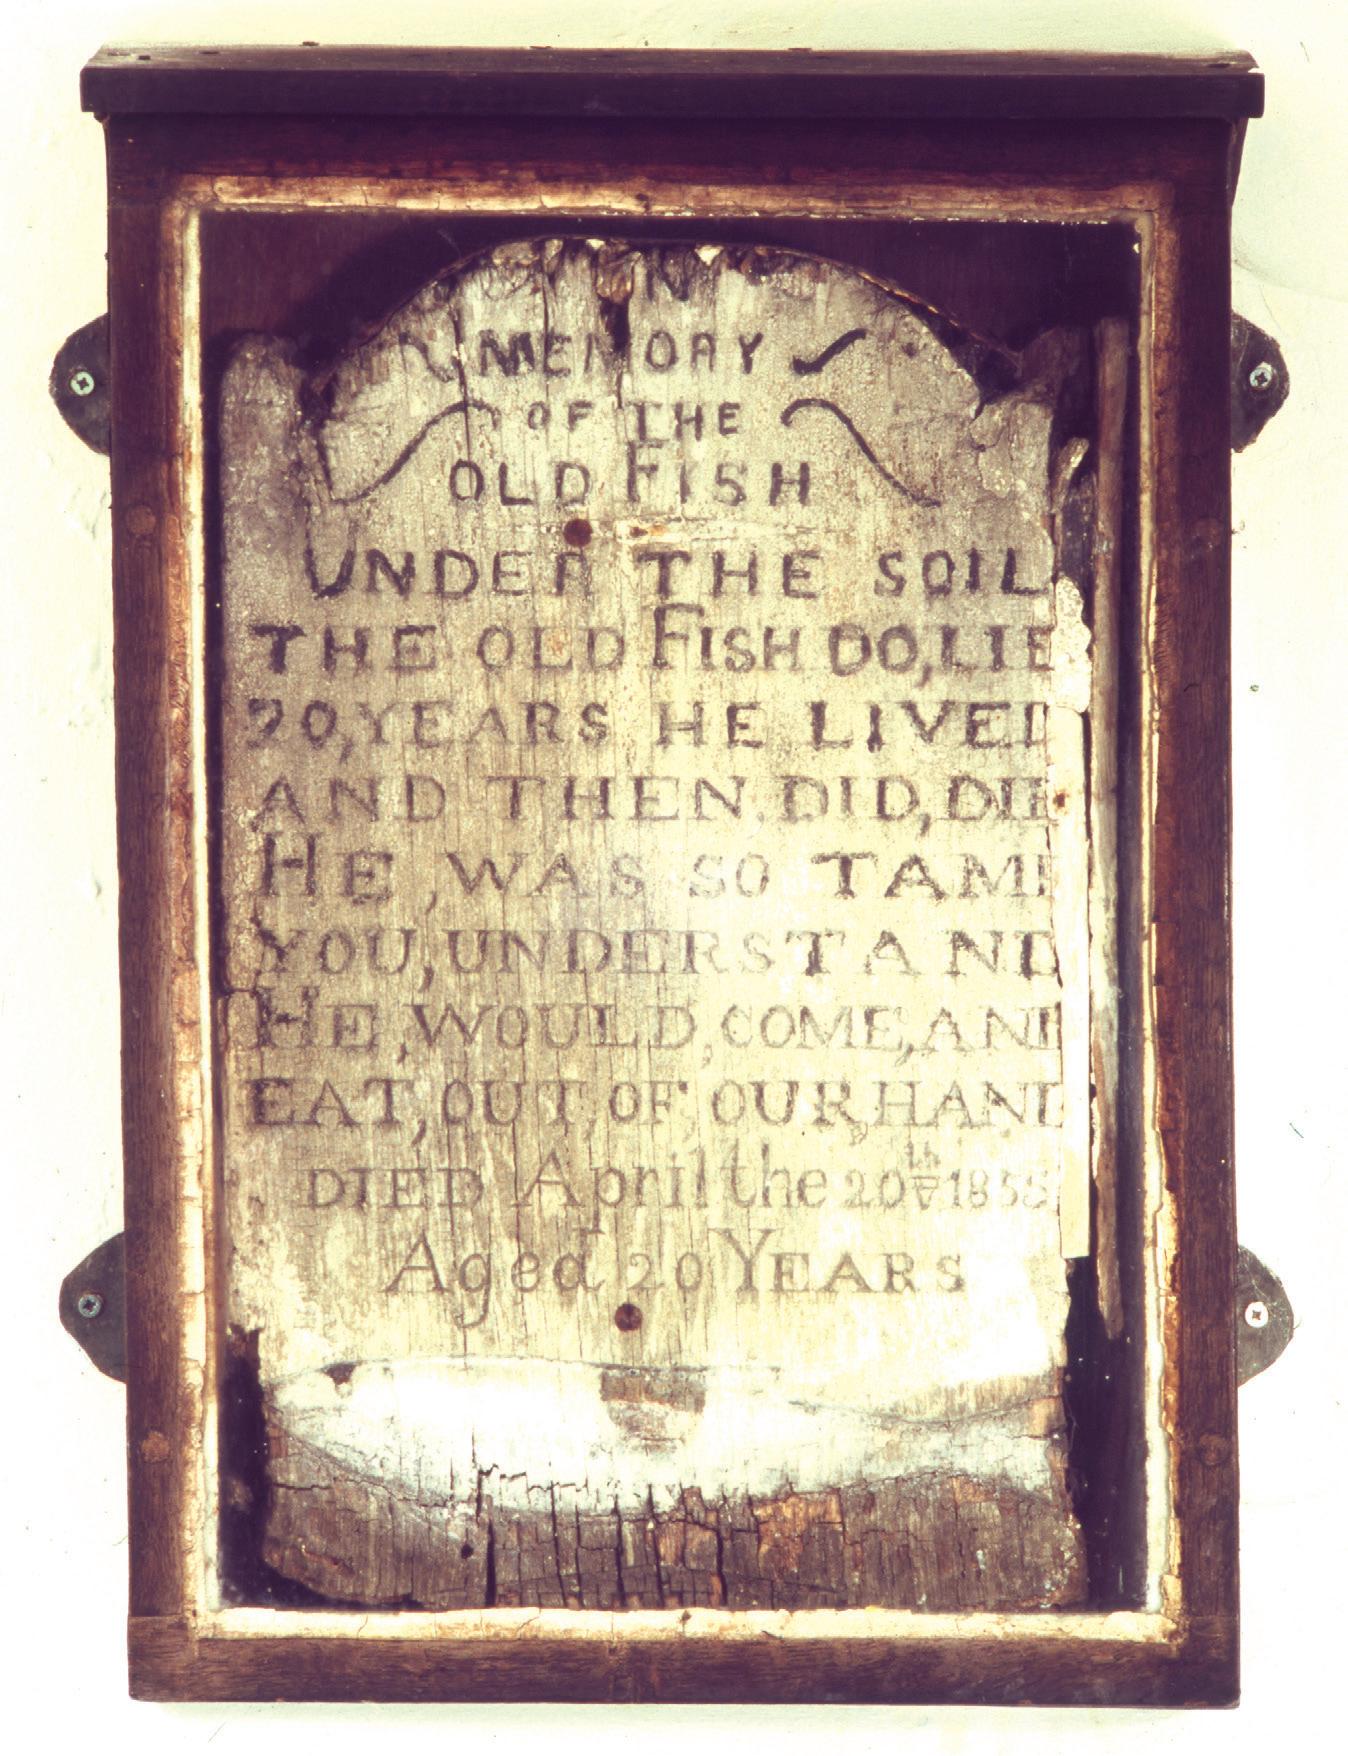 IN
MEMORY
OF THE
OLD FISH
UNDER THE SOIL
THE OLD FISH DO, LIE
20, YEARS HE LIVED
AND THEN, DID, DIE
HE, WAS SO TAME
YOU, UNDERSTAND
HE, WOULD, COME, AND
EAT, OUT, OF, OUR, HAND
DIED April the 20th 1855
Aged 20 YEARS